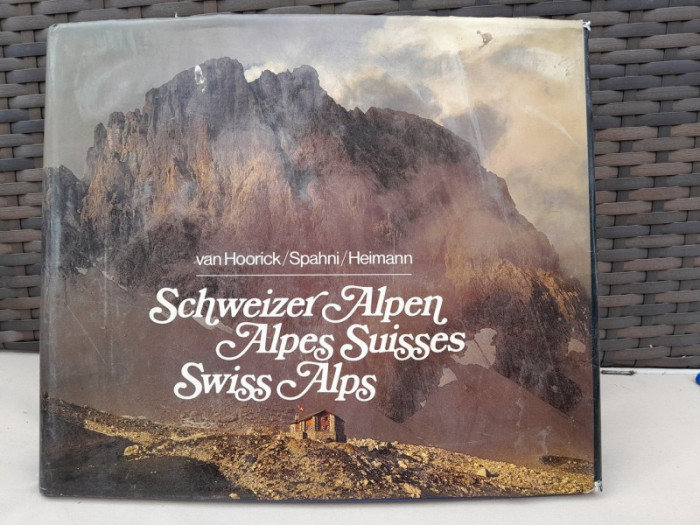 van Hoorick/Spahni/Heimann
Schweizer Alpen
Alpes Suisses
Swiss Alps